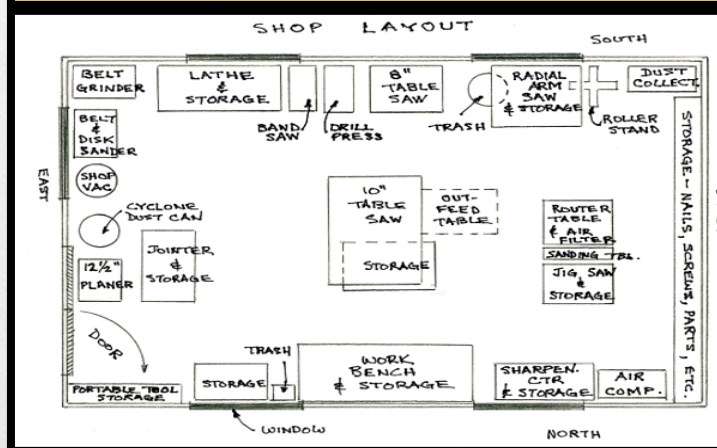 SHOP LAYOUT
SOUTH
BELT
GRINDER
LATHE
&
STORAGE
8"
TABLE
SAW
RADIAL
ARM
SAW
& STORAGE
DUST
COLLECT.
BAND
SAW
DRILL
PRESS
TRASH
ROLLER
STAND
BELT
&
DISK
SANDER
EAST
SHOP
VAC
CYCLONE
DUST CAN
10"
TABLE
SAW
OUT-
FEED
TABLE
STORAGE
ROUTER
TABLE
& AIR
FILTER
SANDING TBL.
JIG SAW
&
STORAGE
STORAGE - NAILS, SCREWS, PARTS, ETC.
JOINTER
&
STORAGE
12½"
PLANER
DOOR
PORTABLE TOOL
STORAGE
STORAGE
TRASH
WORK
BENCH
& STORAGE
SHARPEN.
CTR
& STORAGE
AIR
COMP.
WINDOW
NORTH